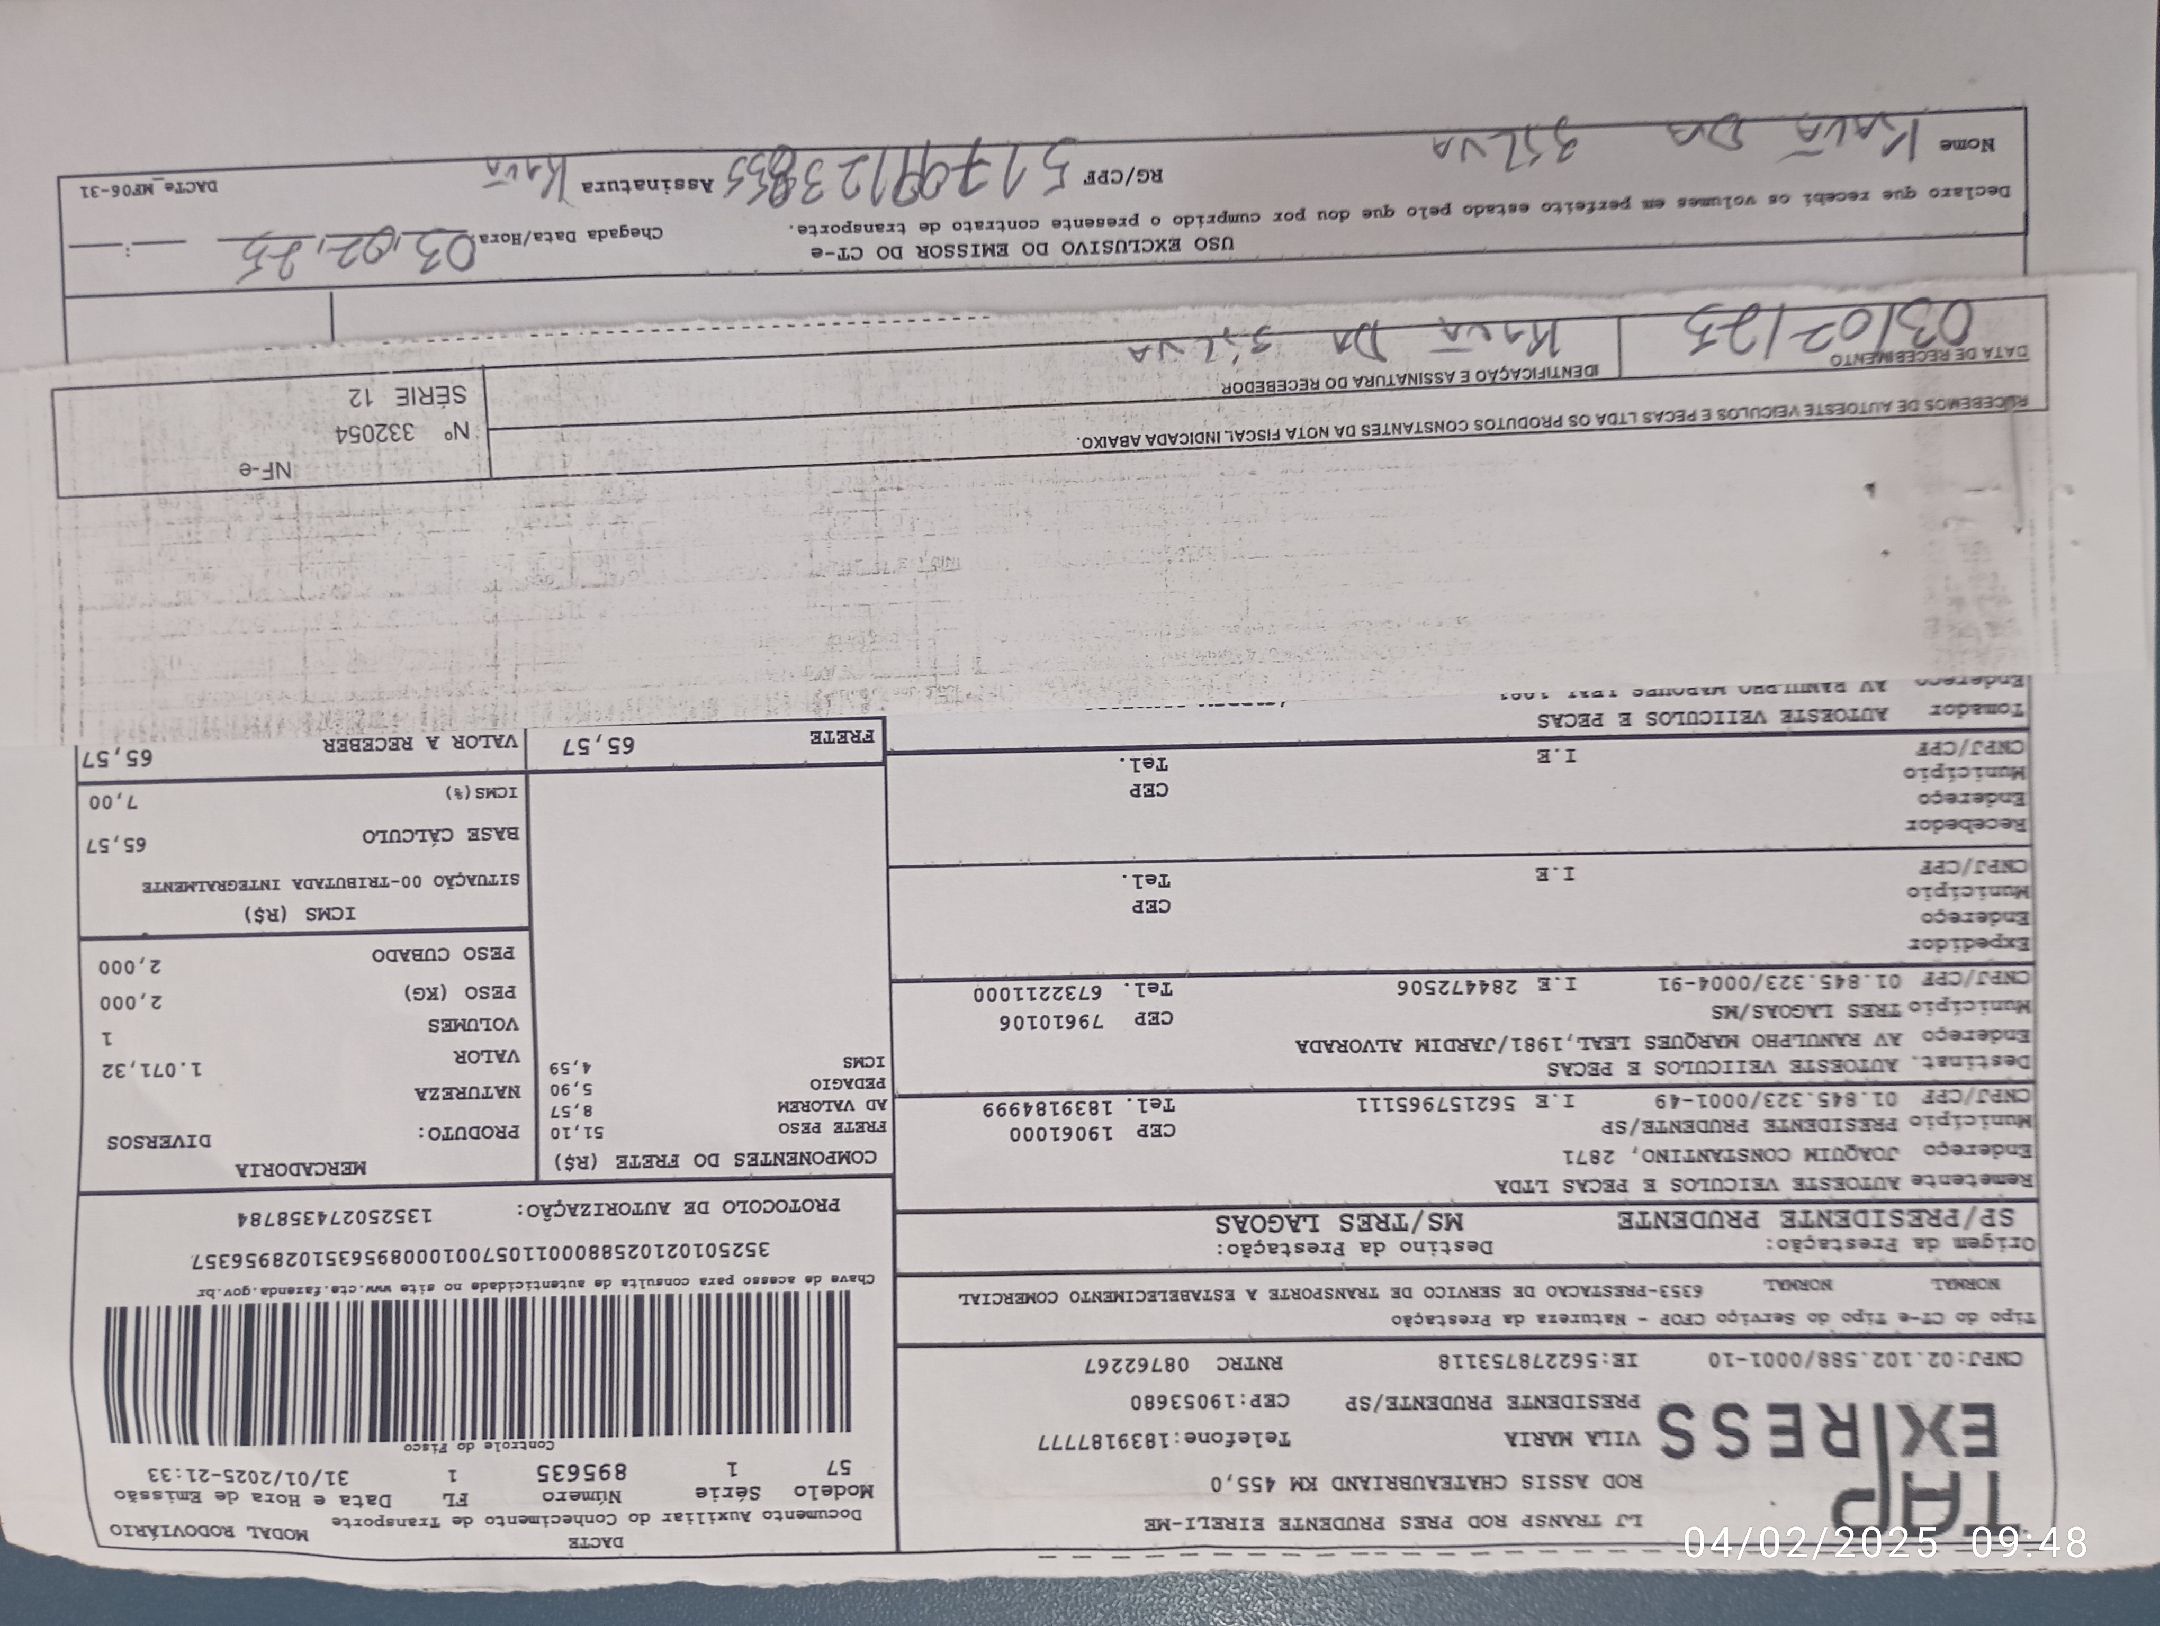 TAP
EXPRESS
LJ TRANSP ROD PRES PRUDENTE EIRELI-ME
ROD ASSIS CHATEAUBRIAND KM 455,0
VILA MARIA Telefone:1839187777
PRESIDENTE PRUDENTE/SP CEP:19053680
CNPJ:02.102.588/0001-10 IE:562278753118 RNTRC 08762267
DACTE
Documento Auxiliar do Conhecimento de Transporte MODAL RODOVIÁRIO
Modelo Série Número FL Data e Hora de Emissão
57 1 895635 1 31/01/2025-21:33
Controle do Fisco
Chave de acesso para consulta de autenticidade no site www.cte.fazenda.gov.br
35250102102588000110570010008956351028956357
PROTOCOLO DE AUTORIZAÇÃO: 135250274358784
Tipo do CT-e Tipo do Serviço CFOP - Natureza da Prestação
NORMAL NORMAL 6353-PRESTACAO DE SERVICO DE TRANSPORTE A ESTABELECIMENTO COMERCIAL
Origem da Prestação: Destino da Prestação:
SP/PRESIDENTE PRUDENTE MS/TRES LAGOAS
Remetente AUTOESTE VEICULOS E PECAS LTDA
Endereço JOAQUIM CONSTANTINO, 2871
Município PRESIDENTE PRUDENTE/SP CEP 19061000
CNPJ/CPF 01.845.323/0001-49 I.E 562157965111 Tel. 1839184999
Destinat. AUTOESTE VEIICULOS E PECAS
Endereço AV RANULPHO MARQUES LEAL,1981/JARDIM ALVORADA
Município TRES LAGOAS/MS CEP 79610106
CNPJ/CPF 01.845.323/0004-91 I.E 284472506 Tel. 6732211000
Expedidor
Endereço
Município CEP
CNPJ/CPF I.E Tel.
Recebedor
Endereço
Município CEP
CNPJ/CPF I.E Tel.
Tomador AUTOESTE VEIICULOS E PECAS
Endereço AV RANULPHO MARQUES LEAL 1981
COMPONENTES DO FRETE (R$)
FRETE PESO 51,10
AD VALOREM 8,57
PEDAGIO 5,90
ICMS 4,59
FRETE 65,57
MERCADORIA
PRODUTO: DIVERSOS
NATUREZA
VALOR 1.071,32
VOLUMES 1
PESO (KG) 2,000
PESO CUBADO 2,000
ICMS (R$)
SITUAÇÃO 00-TRIBUTADA INTEGRALMENTE
BASE CÁLCULO 65,57
ICMS(%) 7,00
VALOR A RECEBER 65,57
RECEBEMOS DE AUTOESTE VEICULOS E PECAS LTDA OS PRODUTOS CONSTANTES DA NOTA FISCAL INDICADA ABAIXO.
DATA DE RECEBIMENTO IDENTIFICAÇÃO E ASSINATURA DO RECEBEDOR
03/02/25 KAUÃ DA SILVA
NF-e
Nº 332054
SÉRIE 12
USO EXCLUSIVO DO EMISSOR DO CT-e
Chegada Data/Hora 03,02,25 :
Declaro que recebi os volumes em perfeito estado pelo que dou por cumprido o presente contrato de transporte.
Nome KAUÃ DA SILVA RG/CPF Assinatura KAUÃ
DACTe_MF06-31
04/02/2025 09:48